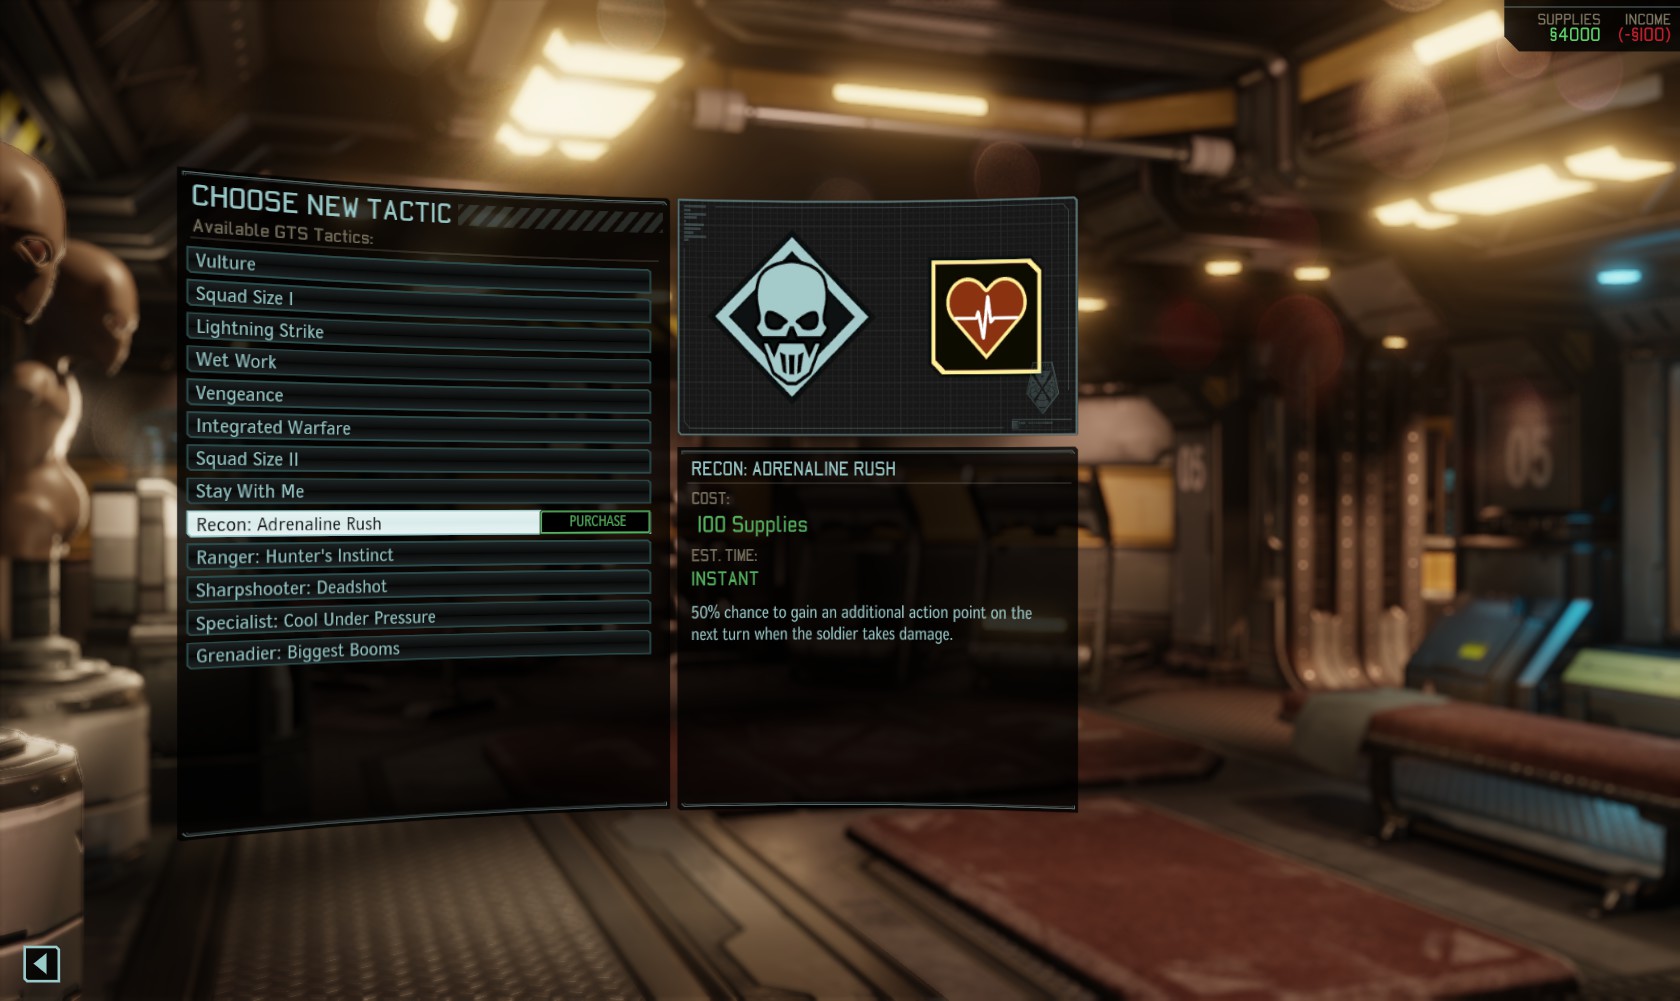 SUPPLIES INCOME
§4000 (-§100)
CHOOSE NEW TACTIC
Available GTS Tactics:
Vulture
Squad Size I
Lightning Strike
Wet Work
Vengeance
Integrated Warfare
Squad Size II
Stay With Me
Recon: Adrenaline Rush PURCHASE
Ranger: Hunter's Instinct
Sharpshooter: Deadshot
Specialist: Cool Under Pressure
Grenadier: Biggest Booms
RECON: ADRENALINE RUSH
COST:
100 Supplies
EST. TIME:
INSTANT
50% chance to gain an additional action point on the
next turn when the soldier takes damage.
05
05